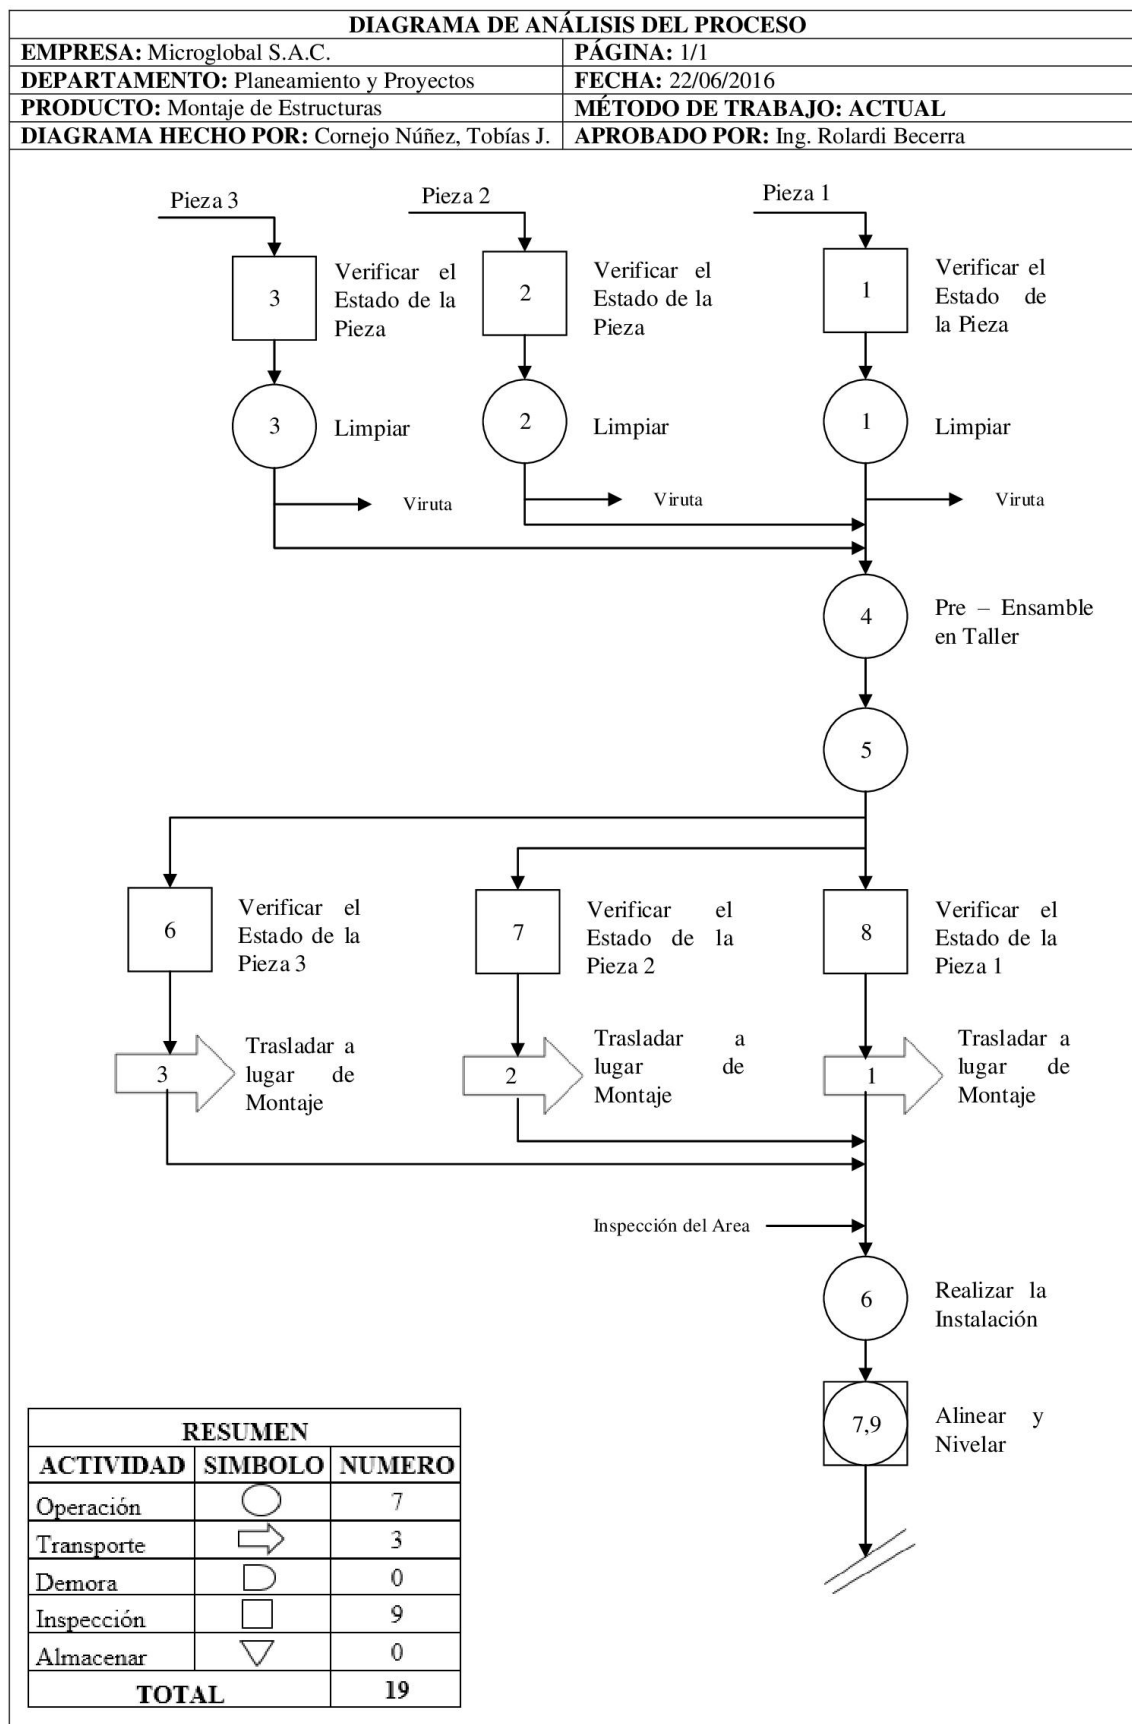 DIAGRAMA DE ANÁLISIS DEL PROCESO
EMPRESA: Microglobal S.A.C. PÁGINA: 1/1
DEPARTAMENTO: Planeamiento y Proyectos FECHA: 22/06/2016
PRODUCTO: Montaje de Estructuras MÉTODO DE TRABAJO: ACTUAL
DIAGRAMA HECHO POR: Cornejo Núñez, Tobías J. APROBADO POR: Ing. Rolardi Becerra
Pieza 3
Pieza 2
Pieza 1
3
Verificar el
Estado de la
Pieza
2
Verificar el
Estado de la
Pieza
1
Verificar el
Estado de
la Pieza
3
Limpiar
2
Limpiar
1
Limpiar
Viruta
Viruta
Viruta
4
Pre – Ensamble
en Taller
5
6
Verificar el
Estado de la
Pieza 3
7
Verificar el
Estado de la
Pieza 2
8
Verificar el
Estado de la
Pieza 1
3
Trasladar a
lugar de
Montaje
2
Trasladar a
lugar de
Montaje
1
Trasladar a
lugar de
Montaje
Inspección del Area
6
Realizar la
Instalación
7,9
Alinear y
Nivelar
RESUMEN
ACTIVIDAD SIMBOLO NUMERO
Operación 7
Transporte 3
Demora 0
Inspección 9
Almacenar 0
TOTAL 19